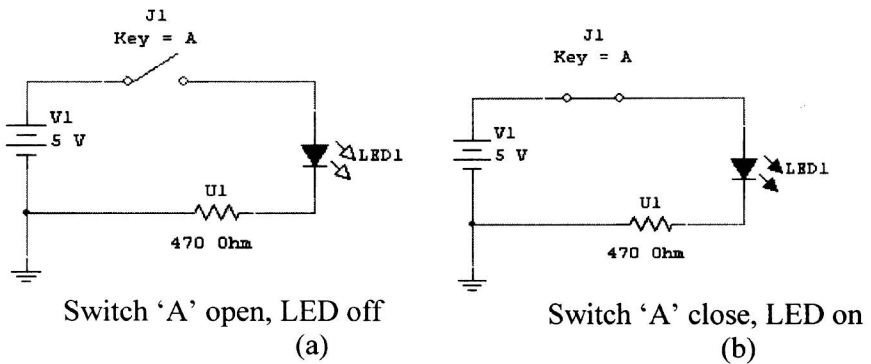 J1
Key = A
V1
5 V
LED1
U1
470 Ohm
Switch ‘A’ open, LED off
(a)
J1
Key = A
V1
5 V
LED1
U1
470 Ohm
Switch ‘A’ close, LED on
(b)